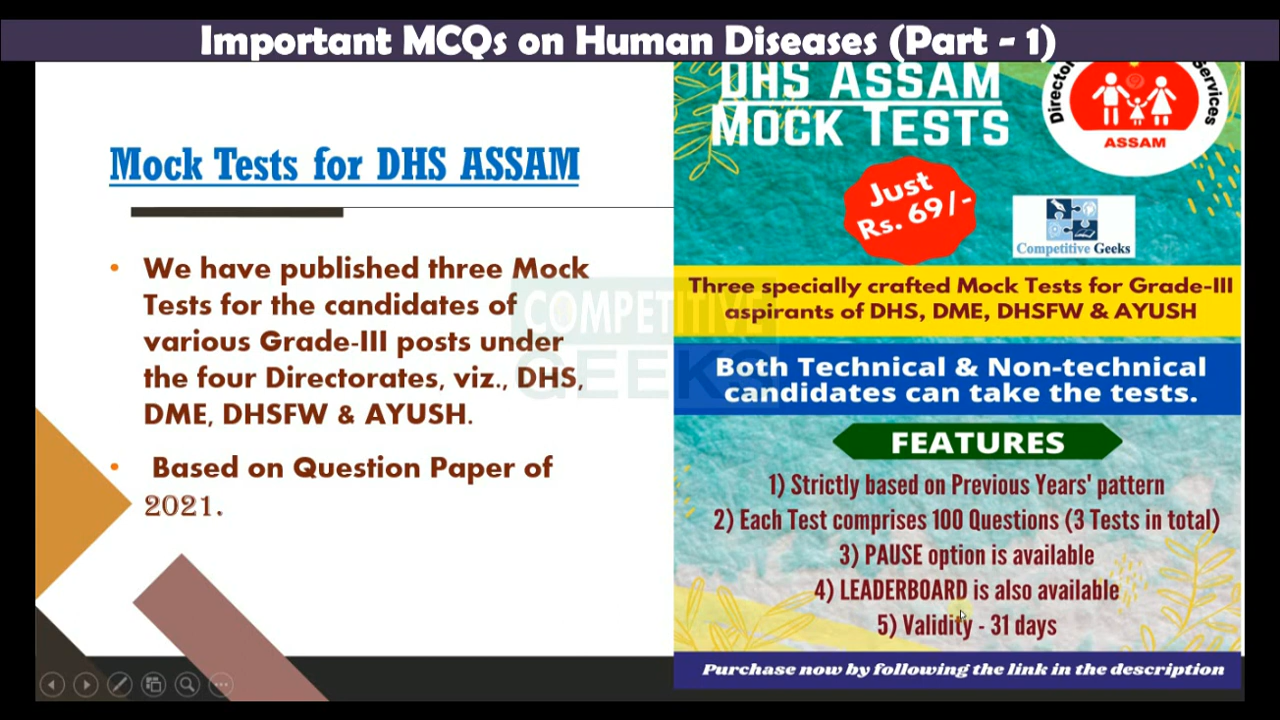 Important MCQs on Human Diseases (Part - 1)
Mock Tests for DHS ASSAM
• We have published three Mock
Tests for the candidates of
various Grade-III posts under
the four Directorates, viz., DHS,
DME, DHSFW & AYUSH.
• Based on Question Paper of
2021.
COMPETITIVE
GEEKS
DHS ASSAM
MOCK TESTS
Services
ASSAM
Just
Rs. 69/-
Competitive Geeks
Three specially crafted Mock Tests for Grade-III
aspirants of DHS, DME, DHSFW & AYUSH
Both Technical & Non-technical
candidates can take the tests.
FEATURES
1) Strictly based on Previous Years' pattern
2) Each Test comprises 100 Questions (3 Tests in total)
3) PAUSE option is available
4) LEADERBOARD is also available
5) Validity - 31 days
Purchase now by following the link in the description